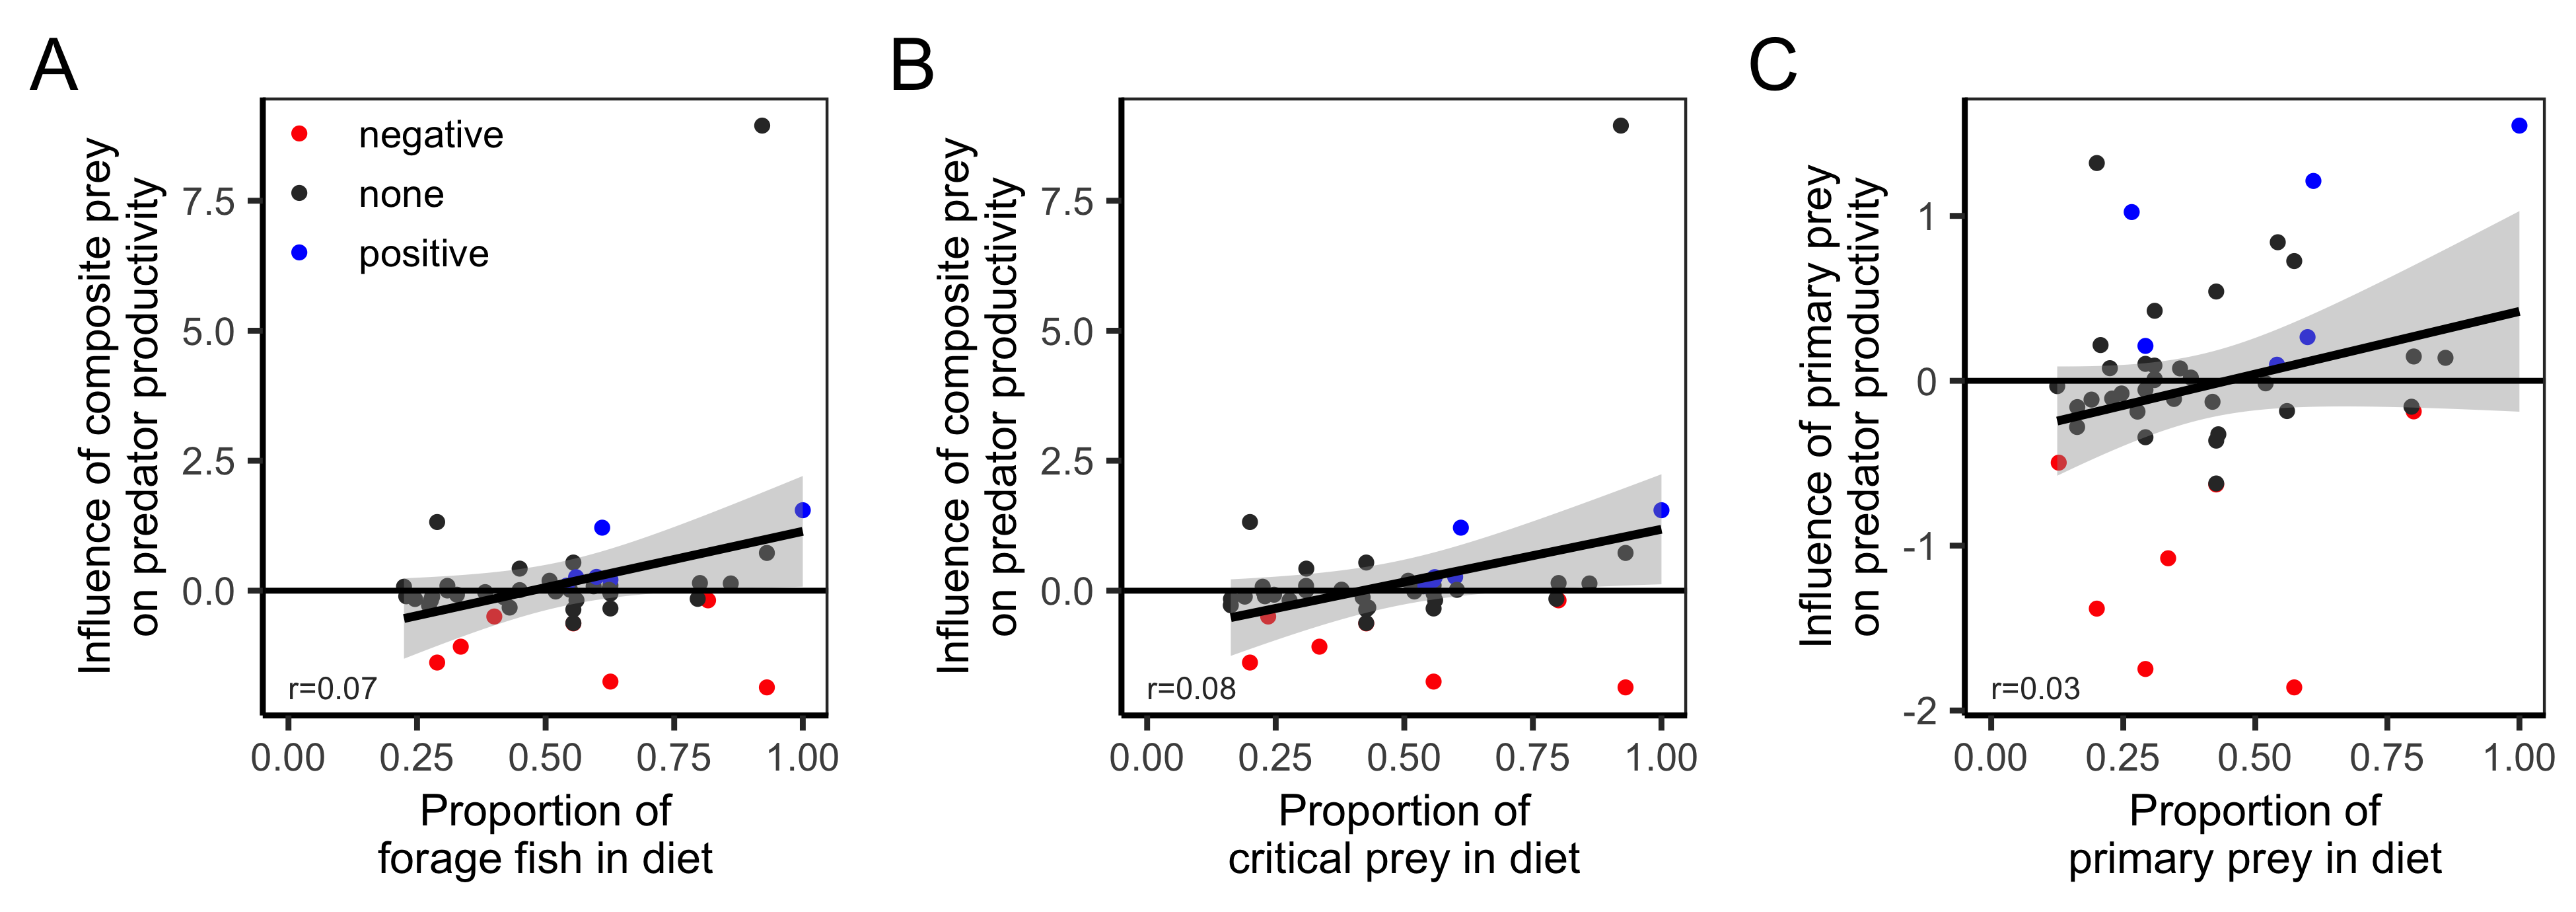 A
Influence of composite prey
on predator productivity
negative
none
positive
7.5
5.0
2.5
0.0
r=0.07
0.00 0.25 0.50 0.75 1.00
Proportion of
forage fish in diet
B
Influence of composite prey
on predator productivity
7.5
5.0
2.5
0.0
r=0.08
0.00 0.25 0.50 0.75 1.00
Proportion of
critical prey in diet
C
Influence of primary prey
on predator productivity
1
0
-1
-2
r=0.03
0.00 0.25 0.50 0.75 1.00
Proportion of
primary prey in diet